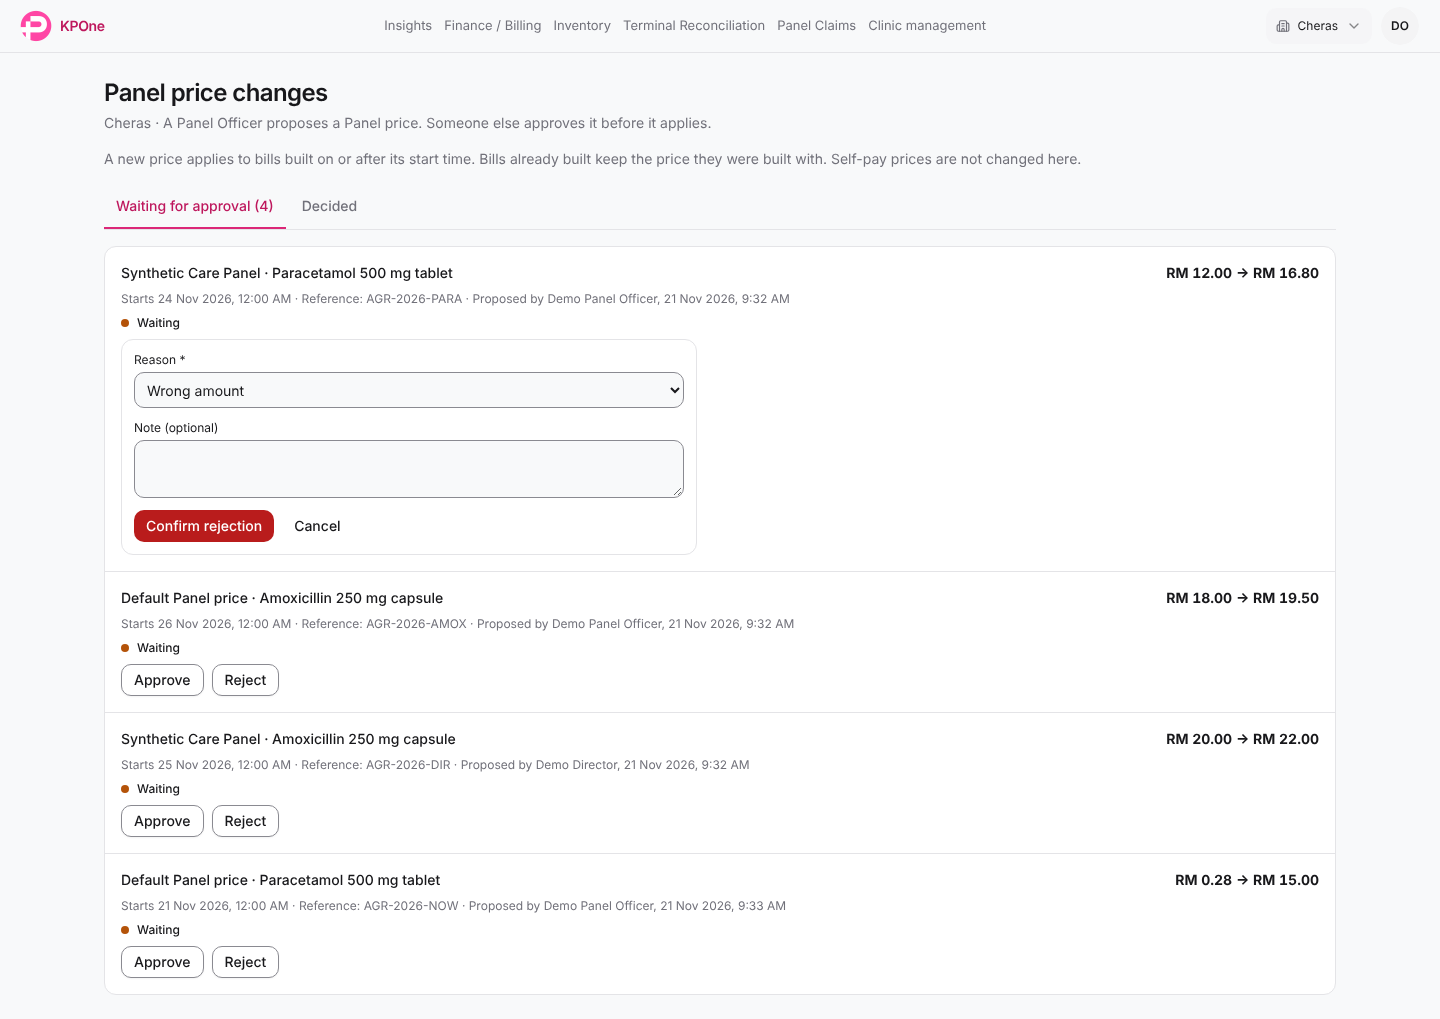 KPOne
Insights Finance / Billing Inventory Terminal Reconciliation Panel Claims Clinic management
Cheras
DO
Panel price changes
Cheras · A Panel Officer proposes a Panel price. Someone else approves it before it applies.
A new price applies to bills built on or after its start time. Bills already built keep the price they were built with. Self-pay prices are not changed here.
Waiting for approval (4) Decided
Synthetic Care Panel · Paracetamol 500 mg tablet RM 12.00 → RM 16.80
Starts 24 Nov 2026, 12:00 AM · Reference: AGR-2026-PARA · Proposed by Demo Panel Officer, 21 Nov 2026, 9:32 AM
Waiting
Reason *
Wrong amount
Note (optional)
Confirm rejection Cancel
Default Panel price · Amoxicillin 250 mg capsule RM 18.00 → RM 19.50
Starts 26 Nov 2026, 12:00 AM · Reference: AGR-2026-AMOX · Proposed by Demo Panel Officer, 21 Nov 2026, 9:32 AM
Waiting
Approve Reject
Synthetic Care Panel · Amoxicillin 250 mg capsule RM 20.00 → RM 22.00
Starts 25 Nov 2026, 12:00 AM · Reference: AGR-2026-DIR · Proposed by Demo Director, 21 Nov 2026, 9:32 AM
Waiting
Approve Reject
Default Panel price · Paracetamol 500 mg tablet RM 0.28 → RM 15.00
Starts 21 Nov 2026, 12:00 AM · Reference: AGR-2026-NOW · Proposed by Demo Panel Officer, 21 Nov 2026, 9:33 AM
Waiting
Approve Reject